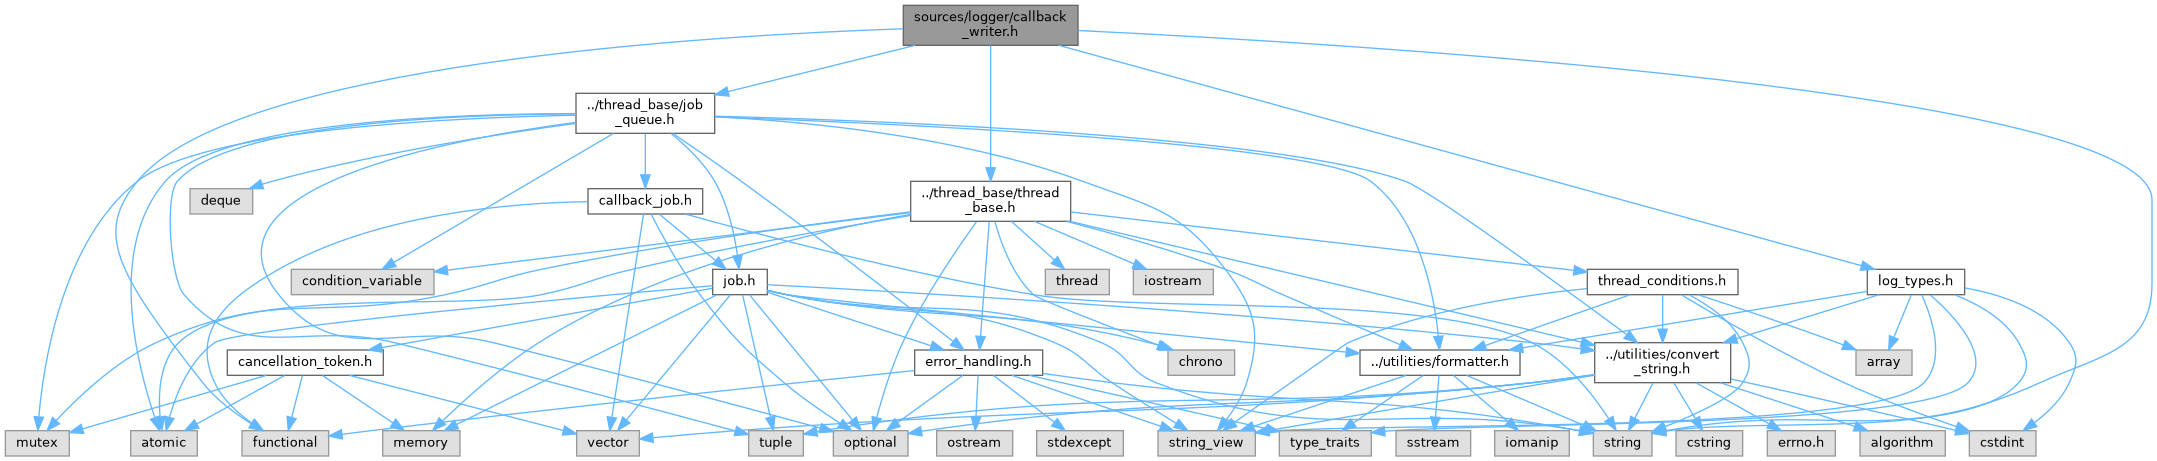 sources/logger/callback
_writer.h
../thread_base/job
_queue.h
deque
callback_job.h
../thread_base/thread
_base.h
condition_variable
job.h
thread
iostream
thread_conditions.h
log_types.h
cancellation_token.h
error_handling.h
chrono
../utilities/formatter.h
../utilities/convert
_string.h
array
mutex
atomic
functional
memory
vector
tuple
optional
ostream
stdexcept
string_view
type_traits
sstream
iomanip
string
cstring
errno.h
algorithm
cstdint